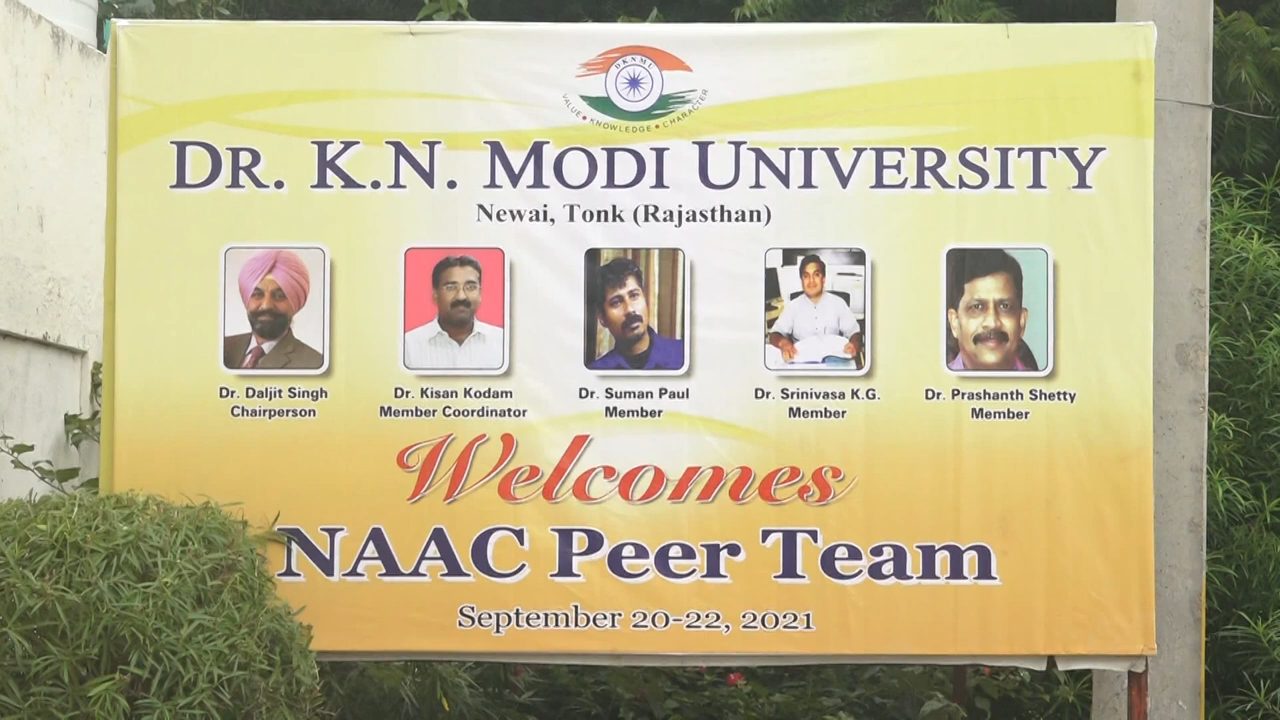 DKNMU
VALUE • KNOWLEDGE • CHARACTER
DR. K.N. MODI UNIVERSITY
Newai, Tonk (Rajasthan)
Dr. Daljit Singh
Chairperson
Dr. Kisan Kodam
Member Coordinator
Dr. Suman Paul
Member
Dr. Srinivasa K.G.
Member
Dr. Prashanth Shetty
Member
Welcomes
NAAC Peer Team
September 20-22, 2021